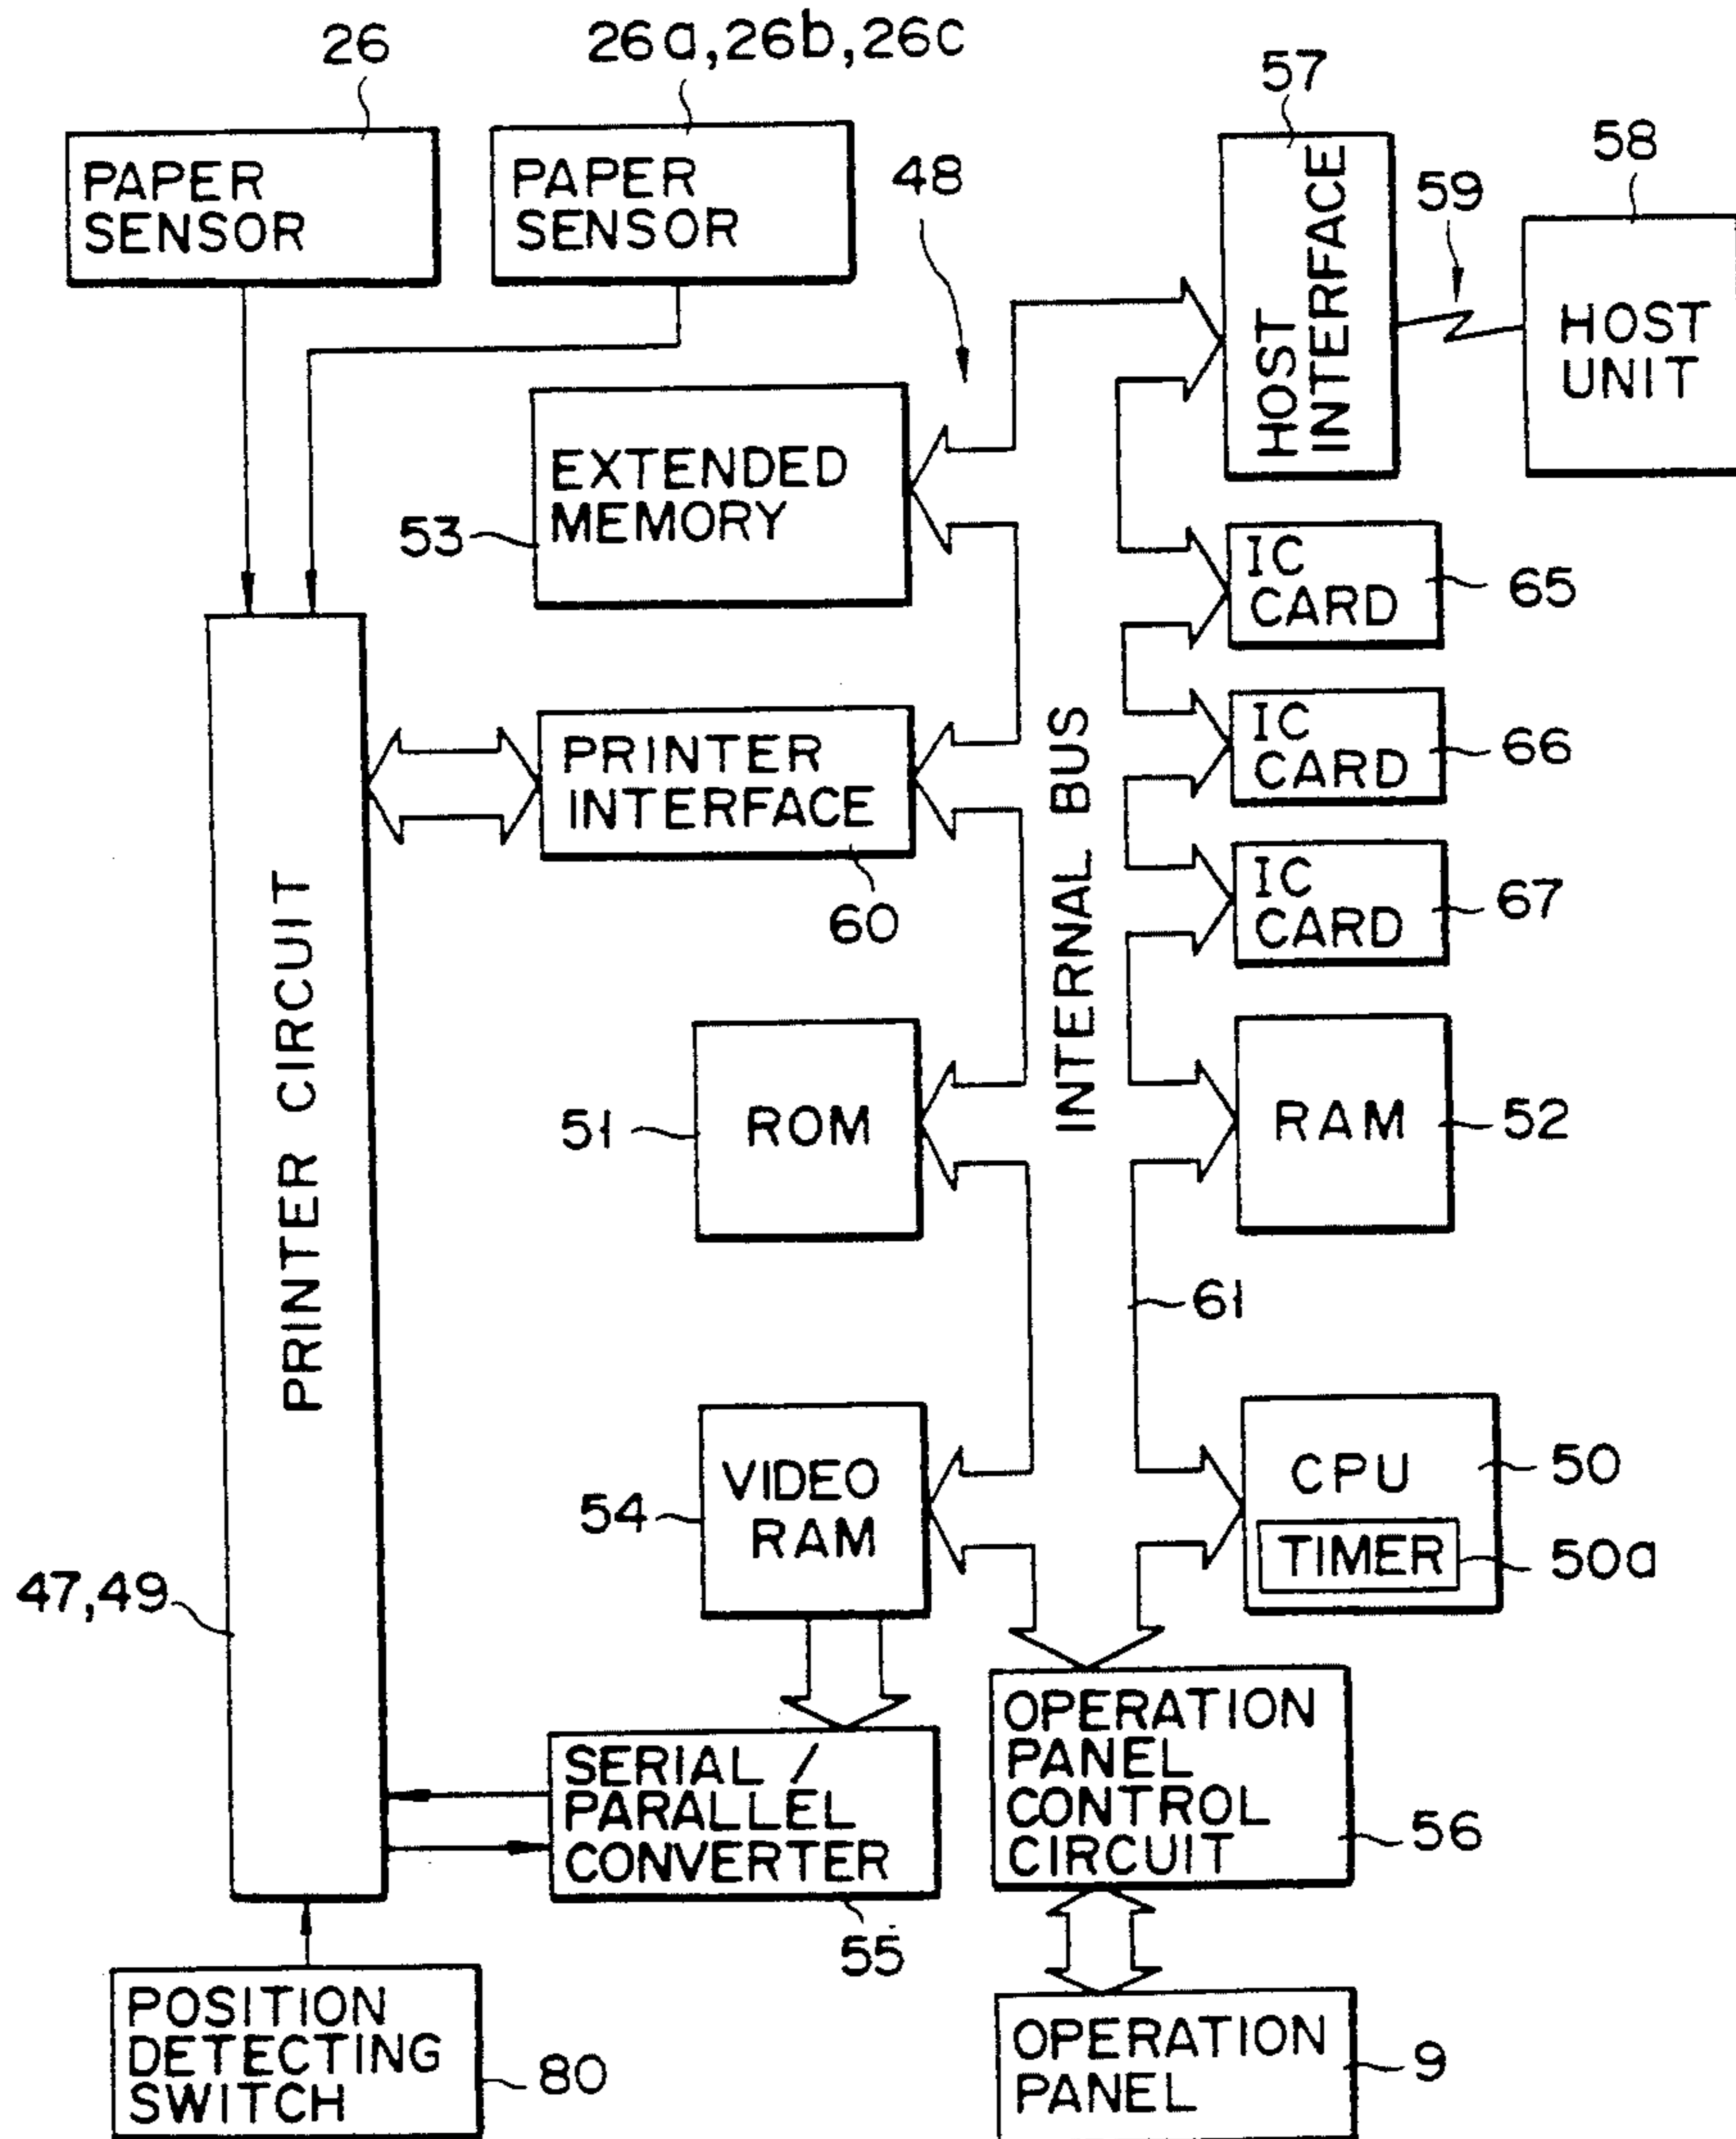 26
26a,26b,26c
57
58
59
48
PAPER
SENSOR
PAPER
SENSOR
HOST
INTERFACE
HOST
UNIT
EXTENDED
MEMORY
53
IC
CARD
65
IC
CARD
66
IC
CARD
67
PRINTER
INTERFACE
60
INTERNAL BUS
PRINTER CIRCUIT
51
ROM
RAM
52
61
VIDEO
RAM
54
CPU
50
TIMER
50a
47,49
SERIAL /
PARALLEL
CONVERTER
55
OPERATION
PANEL
CONTROL
CIRCUIT
56
POSITION
DETECTING
SWITCH
80
OPERATION
PANEL
9